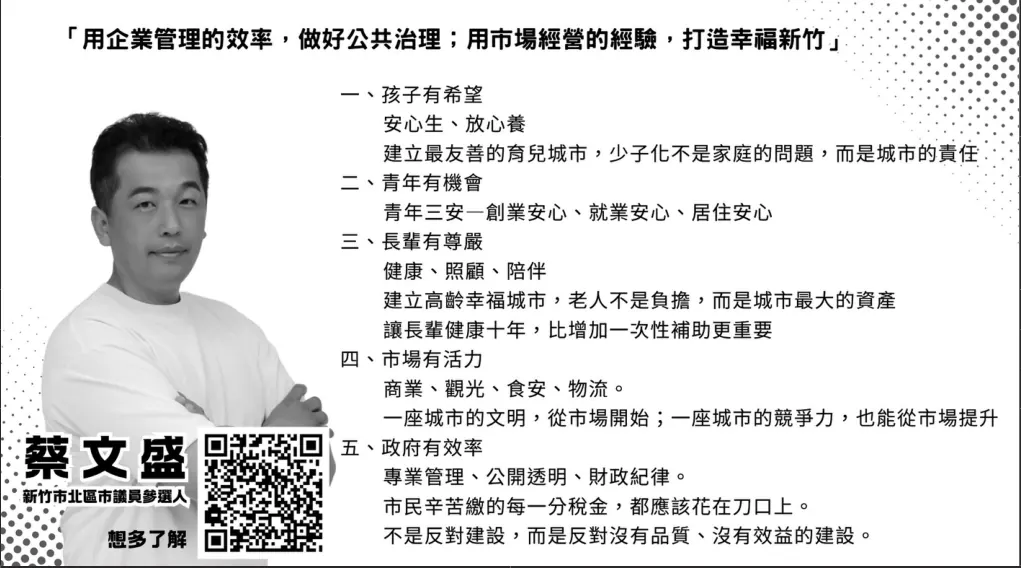 「用企業管理的效率，做好公共治理；用市場經營的經驗，打造幸福新竹」
一、孩子有希望
安心生、放心養
建立最友善的育兒城市，少子化不是家庭的問題，而是城市的責任
二、青年有機會
青年三安—創業安心、就業安心、居住安心
三、長輩有尊嚴
健康、照顧、陪伴
建立高齡幸福城市，老人不是負擔，而是城市最大的資產
讓長輩健康十年，比增加一次性補助更重要
四、市場有活力
商業、觀光、食安、物流。
一座城市的文明，從市場開始；一座城市的競爭力，也能從市場提升
五、政府有效率
專業管理、公開透明、財政紀律。
市民辛苦繳的每一分稅金，都應該花在刀口上。
不是反對建設，而是反對沒有品質、沒有效益的建設。
蔡文盛
新竹市北區市議員參選人
想多了解